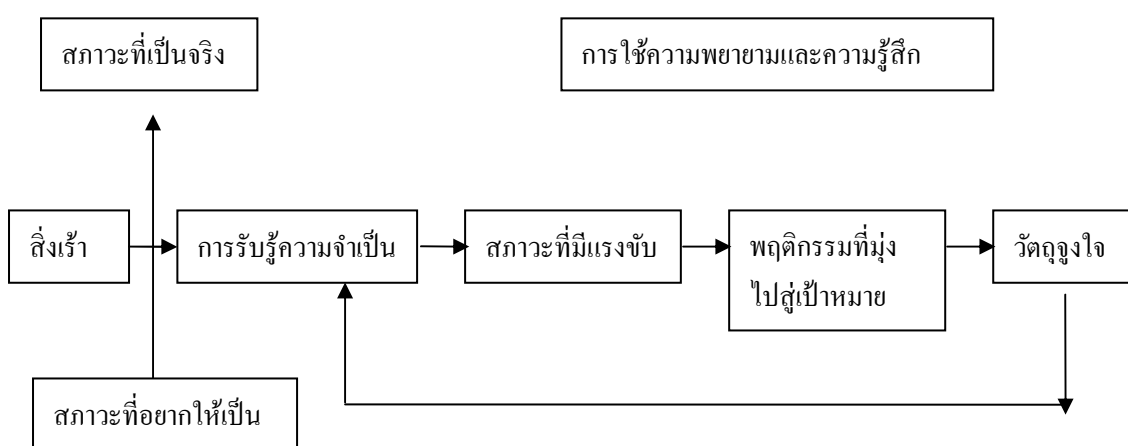 สภาวะที่เป็นจริง
การใช้ความพยายามและความรู้สึก
สิ่งเร้า
การรับรู้ความจำเป็น
สภาวะที่มีแรงขับ
พฤติกรรมที่มุ่ง
ไปสู่เป้าหมาย
วัตถุจูงใจ
สภาวะที่อยากให้เป็น